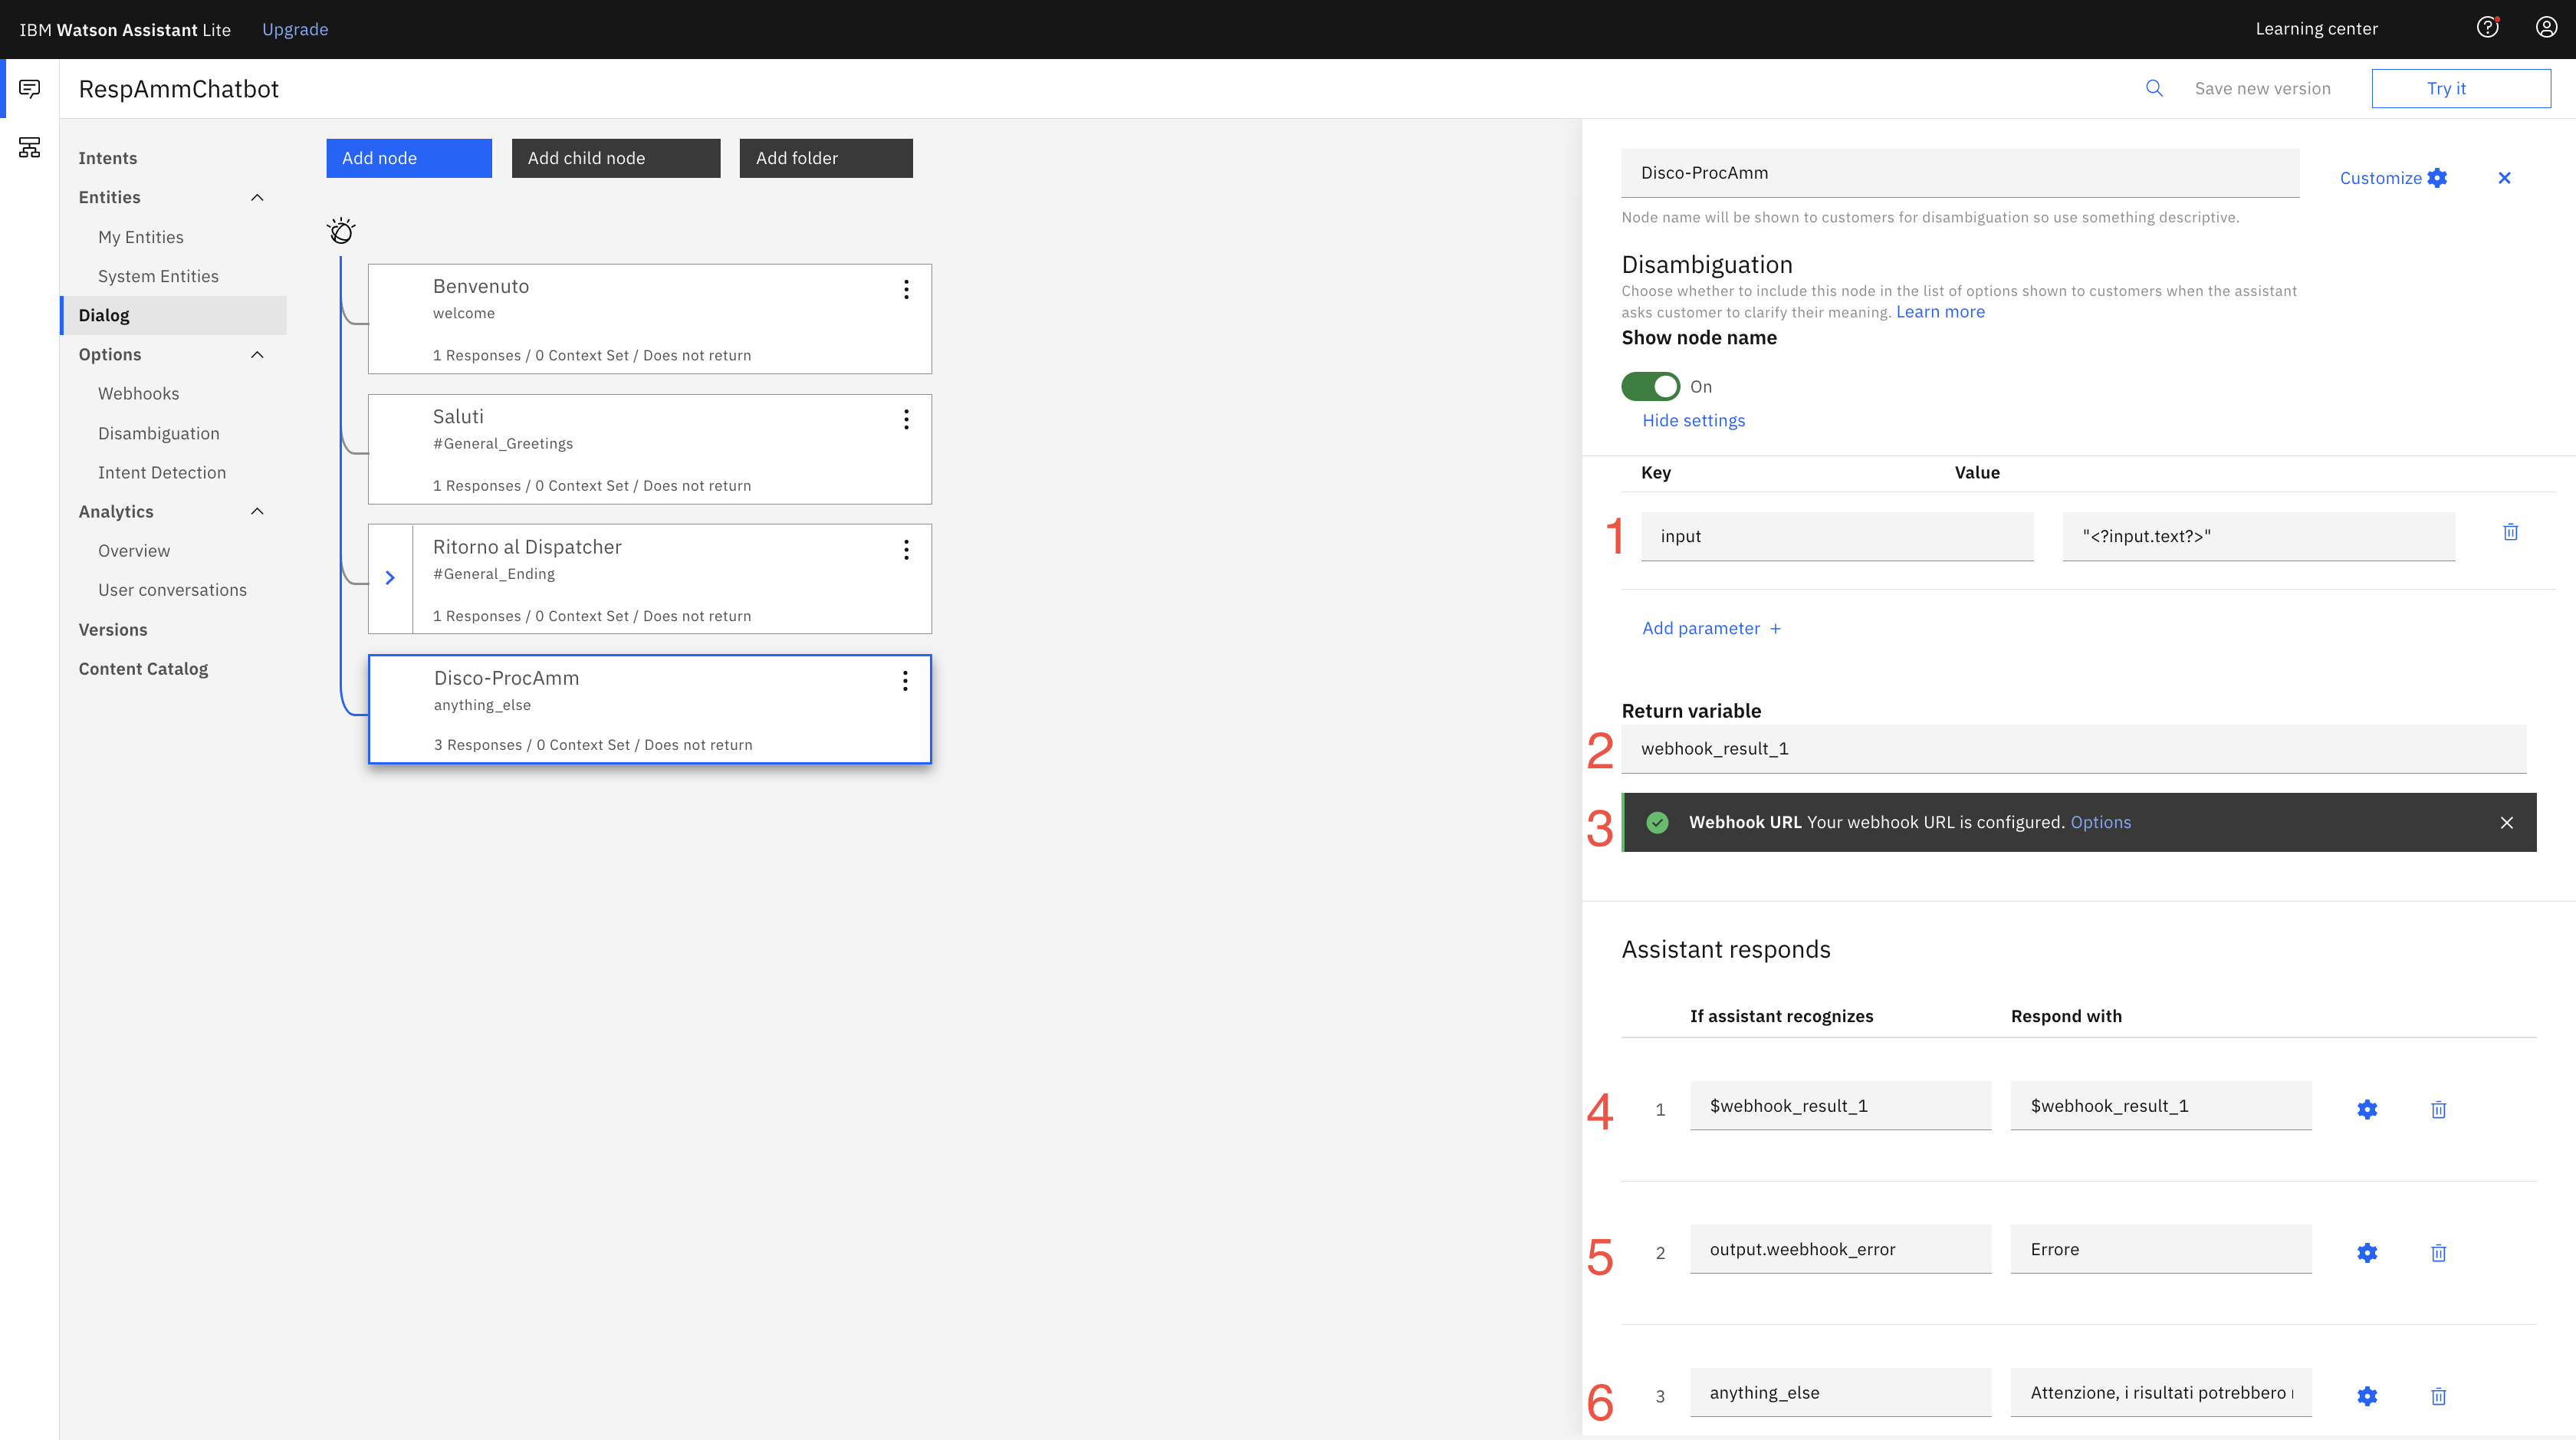 IBM Watson Assistant Lite Upgrade Learning center
RespAmmChatbot Save new version Try it
Intents
Entities
My Entities
System Entities
Dialog
Options
Webhooks
Disambiguation
Intent Detection
Analytics
Overview
User conversations
Versions
Content Catalog
Add node Add child node Add folder
Benvenuto
welcome
1 Responses / 0 Context Set / Does not return
Saluti
#General_Greetings
1 Responses / 0 Context Set / Does not return
Ritorno al Dispatcher
#General_Ending
1 Responses / 0 Context Set / Does not return
Disco-ProcAmm
anything_else
3 Responses / 0 Context Set / Does not return
Disco-ProcAmm Customize
Node name will be shown to customers for disambiguation so use something descriptive.
Disambiguation
Choose whether to include this node in the list of options shown to customers when the assistant
asks customer to clarify their meaning. Learn more
Show node name
On
Hide settings
Key Value
1 input "<?input.text?>"
Add parameter +
Return variable
2 webhook_result_1
3 Webhook URL Your webhook URL is configured. Options
Assistant responds
If assistant recognizes Respond with
4 1 $webhook_result_1 $webhook_result_1
5 2 output.weebhook_error Errore
6 3 anything_else Attenzione, i risultati potrebbero